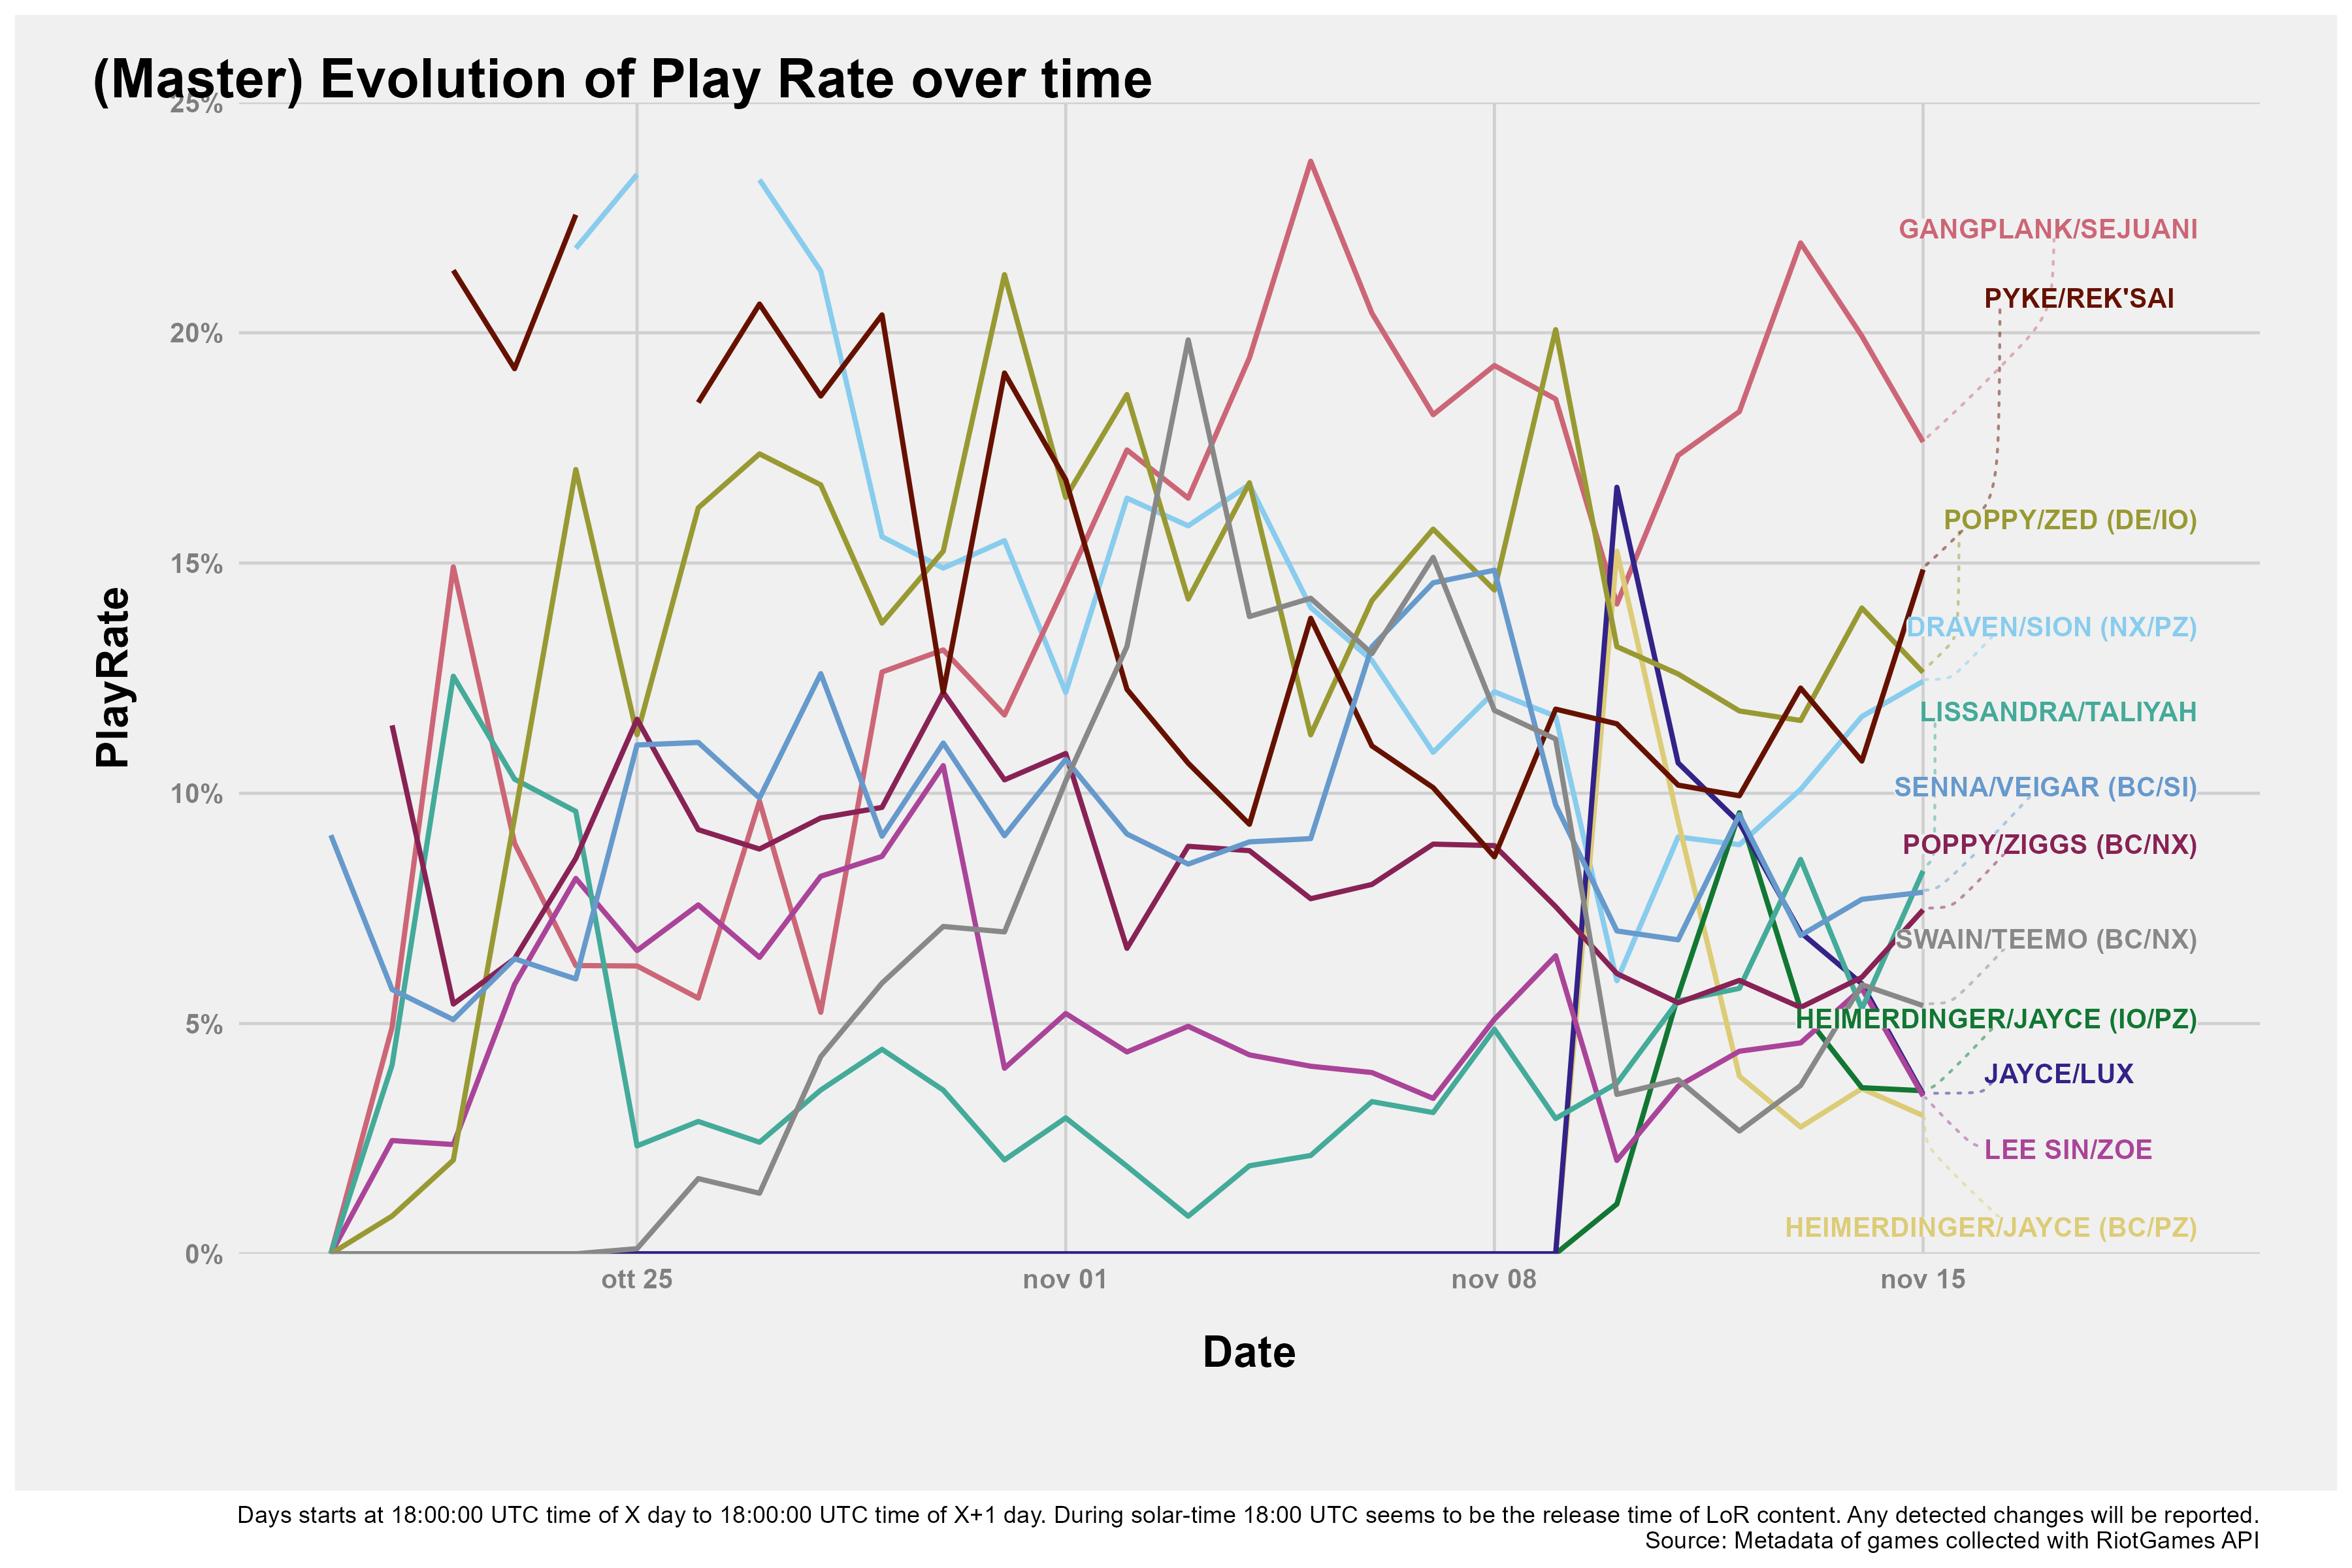 (Master) Evolution of Play Rate over time
25%
20%
15%
10%
5%
0%
PlayRate
GANGPLANK/SEJUANI
PYKE/REK'SAI
POPPY/ZED (DE/IO)
DRAVEN/SION (NX/PZ)
LISSANDRA/TALIYAH
SENNA/VEIGAR (BC/SI)
POPPY/ZIGGS (BC/NX)
SWAIN/TEEMO (BC/NX)
HEIMERDINGER/JAYCE (IO/PZ)
JAYCE/LUX
LEE SIN/ZOE
HEIMERDINGER/JAYCE (BC/PZ)
ott 25
nov 01
nov 08
nov 15
Date
Days starts at 18:00:00 UTC time of X day to 18:00:00 UTC time of X+1 day. During solar-time 18:00 UTC seems to be the release time of LoR content. Any detected changes will be reported.
Source: Metadata of games collected with RiotGames API